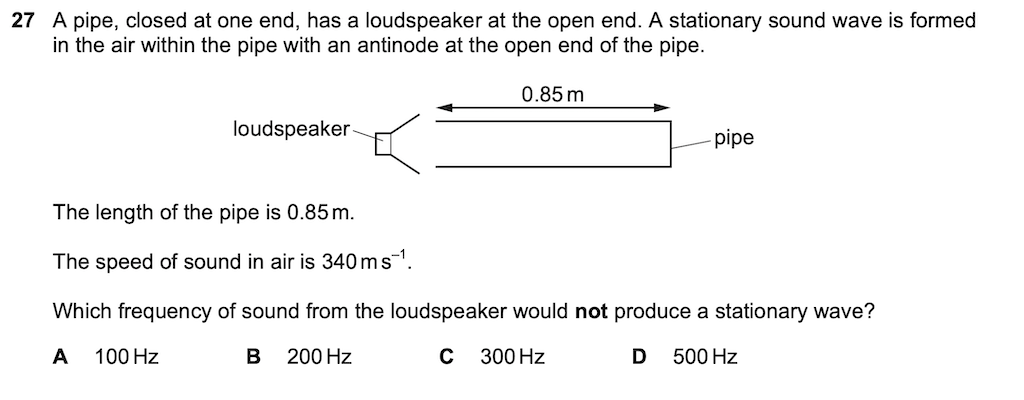 27 A pipe, closed at one end, has a loudspeaker at the open end. A stationary sound wave is formed
in the air within the pipe with an antinode at the open end of the pipe.
0.85 m
loudspeaker
pipe
The length of the pipe is 0.85 m.
The speed of sound in air is 340 m s⁻¹.
Which frequency of sound from the loudspeaker would not produce a stationary wave?
A 100 Hz B 200 Hz C 300 Hz D 500 Hz